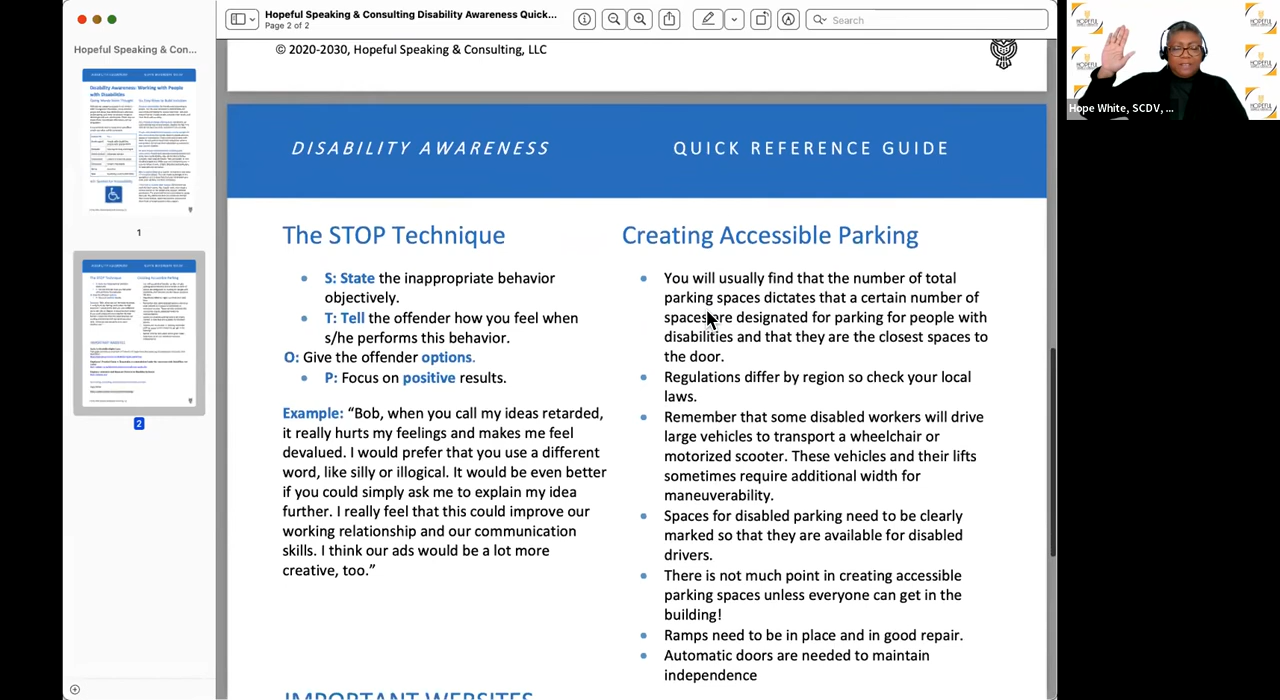 Hopeful Speaking & Consulting Disability Awareness Quick...
Page 2 of 2
Search
Hopeful Speaking & Con...
1
2
© 2020-2030, Hopeful Speaking & Consulting, LLC
DISABILITY AWARENESS
QUICK REFERENCE GUIDE
The STOP Technique
S: State the inappropriate behavior
objectively.
T: Tell the offender how you feel when
s/he performs this behavior.
O: Give the offender options.
P: Focus on positive results.
Example: “Bob, when you call my ideas retarded,
it really hurts my feelings and makes me feel
devalued. I would prefer that you use a different
word, like silly or illogical. It would be even better
if you could simply ask me to explain my idea
further. I really feel that this could improve our
working relationship and our communication
skills. I think our ads would be a lot more
creative, too.”
IMPORTANT WEBSITES
Creating Accessible Parking
You will usually find that the number of total
parking spaces dictates that a certain number of
spaces are designated for parking for people with
disabilities and that they are the closest spaces to
the door.
Regulations differ by region so check your local
laws.
Remember that some disabled workers will drive
large vehicles to transport a wheelchair or
motorized scooter. These vehicles and their lifts
sometimes require additional width for
maneuverability.
Spaces for disabled parking need to be clearly
marked so that they are available for disabled
drivers.
There is not much point in creating accessible
parking spaces unless everyone can get in the
building!
Ramps need to be in place and in good repair.
Automatic doors are needed to maintain
independence
Hope White, SCDV, ...